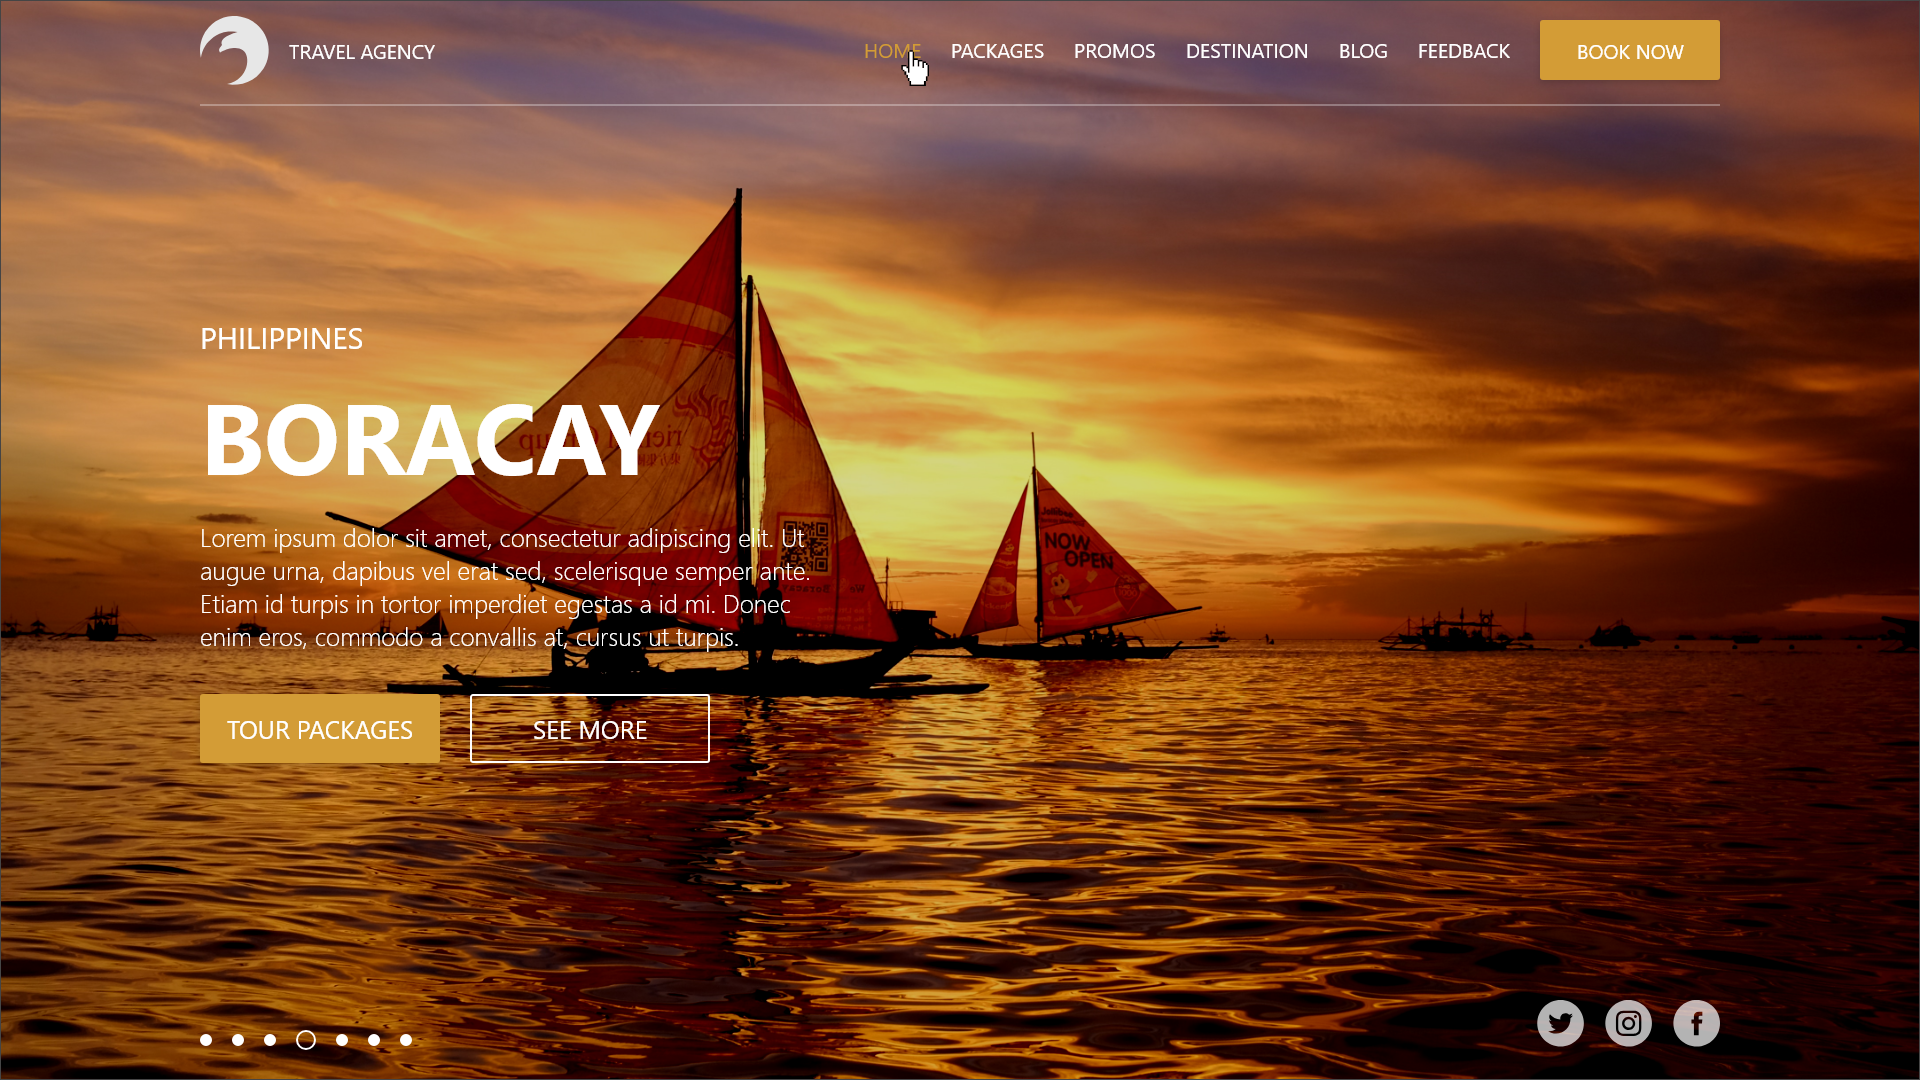 TRAVEL AGENCY
HOME PACKAGES PROMOS DESTINATION BLOG FEEDBACK BOOK NOW
PHILIPPINES
BORACAY
Lorem ipsum dolor sit amet, consectetur adipiscing elit. Ut
augue urna, dapibus vel erat sed, scelerisque semper ante.
Etiam id turpis in tortor imperdiet egestas a id mi. Donec
enim eros, commodo a convallis at, cursus ut turpis.
NOW
OPEN
TOUR PACKAGES SEE MORE